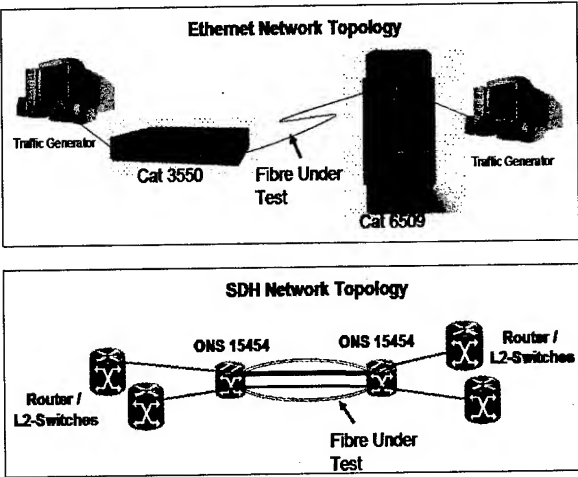 Ethernet Network Topology
Traffic Generator
Cat 3550
Fibre Under
Test
Cat 6509
Traffic Generator
SDH Network Topology
ONS 15454
ONS 15454
Router /
L2-Switches
Router /
L2-Switches
Fibre Under
Test